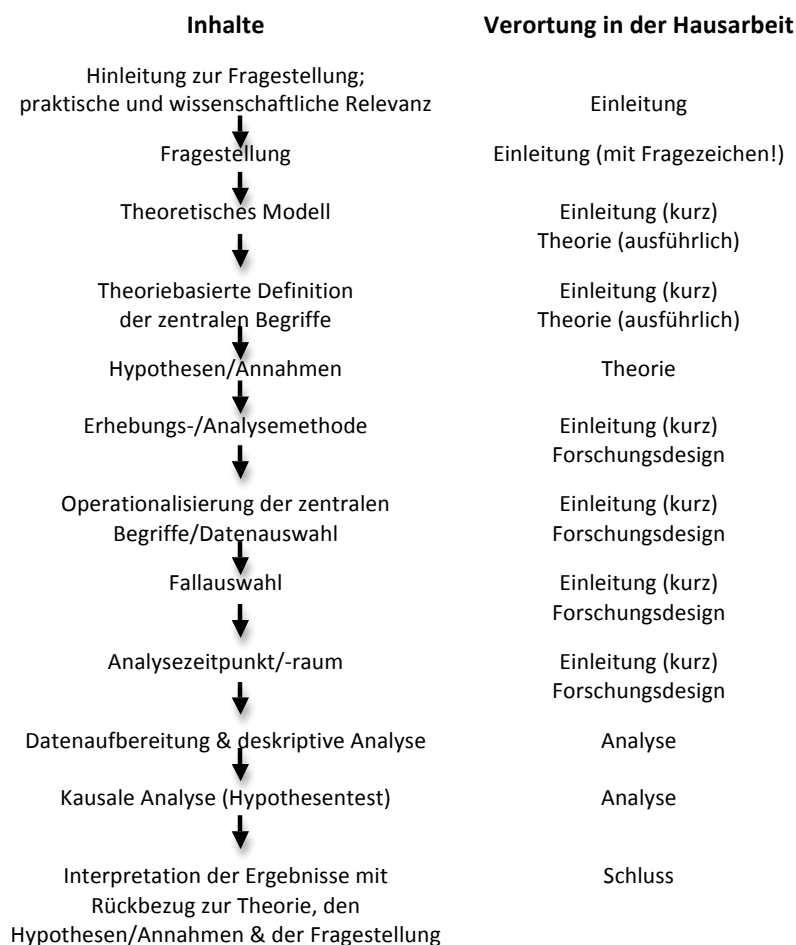 Inhalte Verortung in der Hausarbeit
Hinleitung zur Fragestellung;
praktische und wissenschaftliche Relevanz Einleitung
Fragestellung Einleitung (mit Fragezeichen!)
Theoretisches Modell Einleitung (kurz)
Theorie (ausführlich)
Theoriebasierte Definition Einleitung (kurz)
der zentralen Begriffe Theorie (ausführlich)
Hypothesen/Annahmen Theorie
Erhebungs-/Analysemethode Einleitung (kurz)
Forschungsdesign
Operationalisierung der zentralen Einleitung (kurz)
Begriffe/Datenauswahl Forschungsdesign
Fallauswahl Einleitung (kurz)
Forschungsdesign
Analysezeitpunkt/-raum Einleitung (kurz)
Forschungsdesign
Datenaufbereitung & deskriptive Analyse Analyse
Kausale Analyse (Hypothesentest) Analyse
Interpretation der Ergebnisse mit Schluss
Rückbezug zur Theorie, den
Hypothesen/Annahmen & der Fragestellung